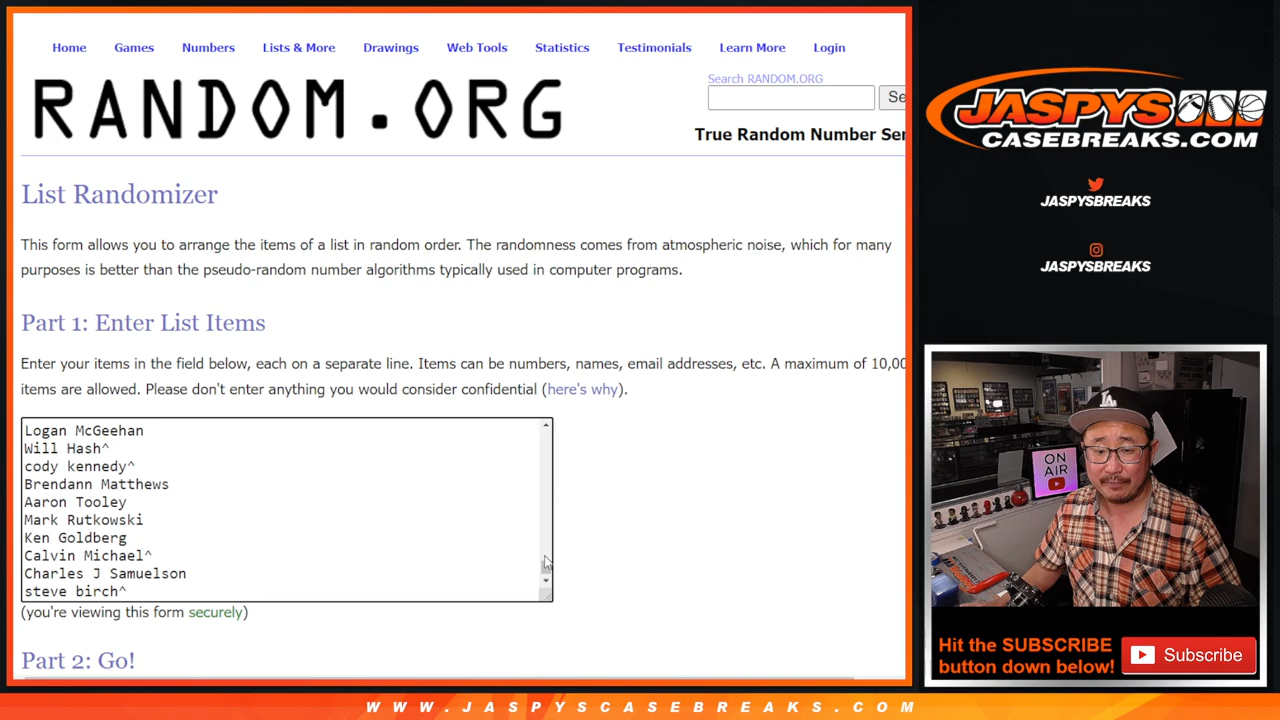 Home Games Numbers Lists & More Drawings Web Tools Statistics Testimonials Learn More Login
RANDOM.ORG
Search RANDOM.ORG
Se
True Random Number Ser
List Randomizer
This form allows you to arrange the items of a list in random order. The randomness comes from atmospheric noise, which for many
purposes is better than the pseudo-random number algorithms typically used in computer programs.
Part 1: Enter List Items
Enter your items in the field below, each on a separate line. Items can be numbers, names, email addresses, etc. A maximum of 10,00
items are allowed. Please don't enter anything you would consider confidential (here's why).
Logan McGeehan
Will Hash^
cody kennedy^
Brendann Matthews
Aaron Tooley
Mark Rutkowski
Ken Goldberg
Calvin Michael^
Charles J Samuelson
steve birch^
(you're viewing this form securely)
Part 2: Go!
JASPYS
CASEBREAKS.COM
JASPYSBREAKS
JASPYSBREAKS
LA
ON
AIR
Hit the SUBSCRIBE
button down below!
Subscribe
WWW.JASPYSCASEBREAKS.COM